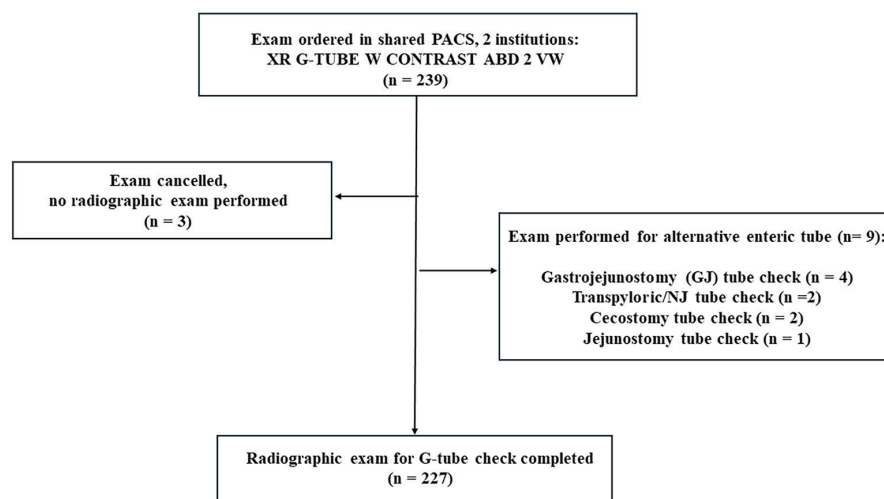 Exam ordered in shared PACS, 2 institutions:
XR G-TUBE W CONTRAST ABD 2 VW
(n = 239)
Exam cancelled,
no radiographic exam performed
(n = 3)
Exam performed for alternative enteric tube (n= 9):
Gastrojejunostomy (GJ) tube check (n = 4)
Transpyloric/NJ tube check (n =2)
Cecostomy tube check (n = 2)
Jejunostomy tube check (n = 1)
Radiographic exam for G-tube check completed
(n = 227)